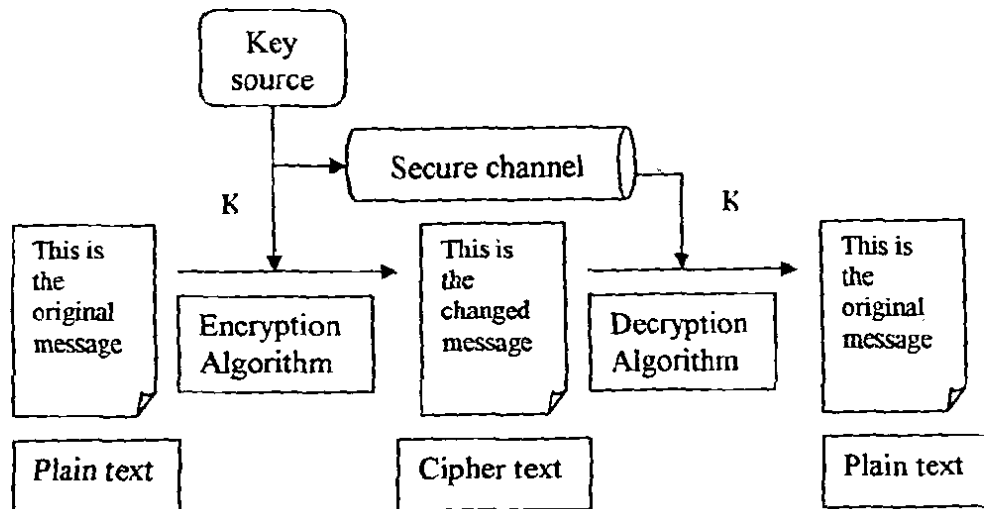 Key
source
Secure channel
K
K
This is
the
original
message
Encryption
Algorithm
This is
the
changed
message
Decryption
Algorithm
This is
the
original
message
Plain text
Cipher text
Plain text